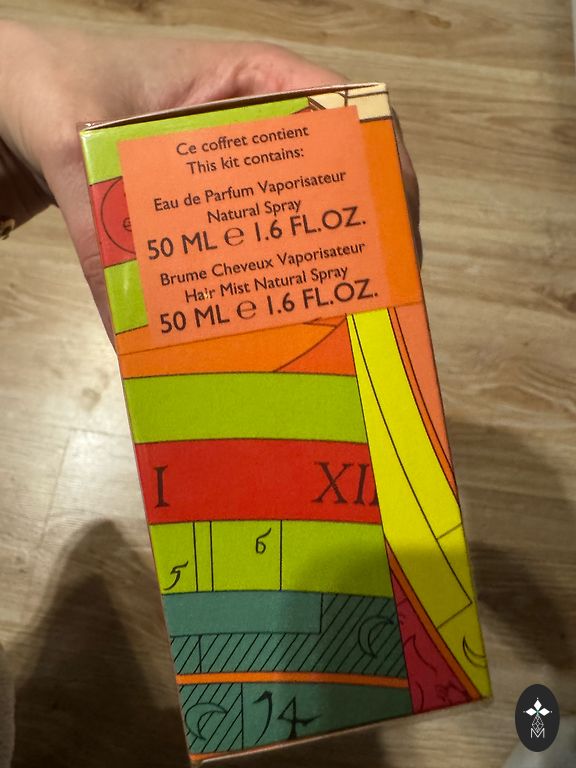 Ce coffret contient
This kit contains:
Eau de Parfum Vaporisateur
Natural Spray
50 ML ℮ 1.6 FL.OZ.
Brume Cheveux Vaporisateur
Hair Mist Natural Spray
50 ML ℮ 1.6 FL.OZ.
I XII
5 6
14
M